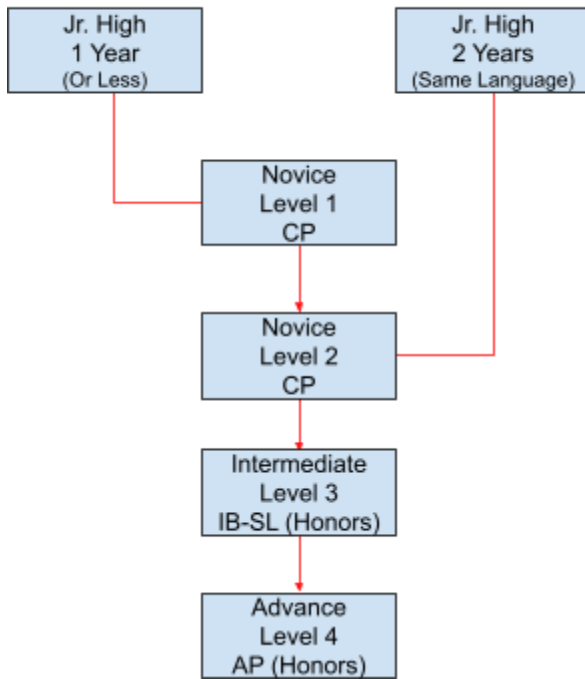 Jr. High
1 Year
(Or Less)
Jr. High
2 Years
(Same Language)
Novice
Level 1
CP
Novice
Level 2
CP
Intermediate
Level 3
IB-SL (Honors)
Advance
Level 4
AP (Honors)